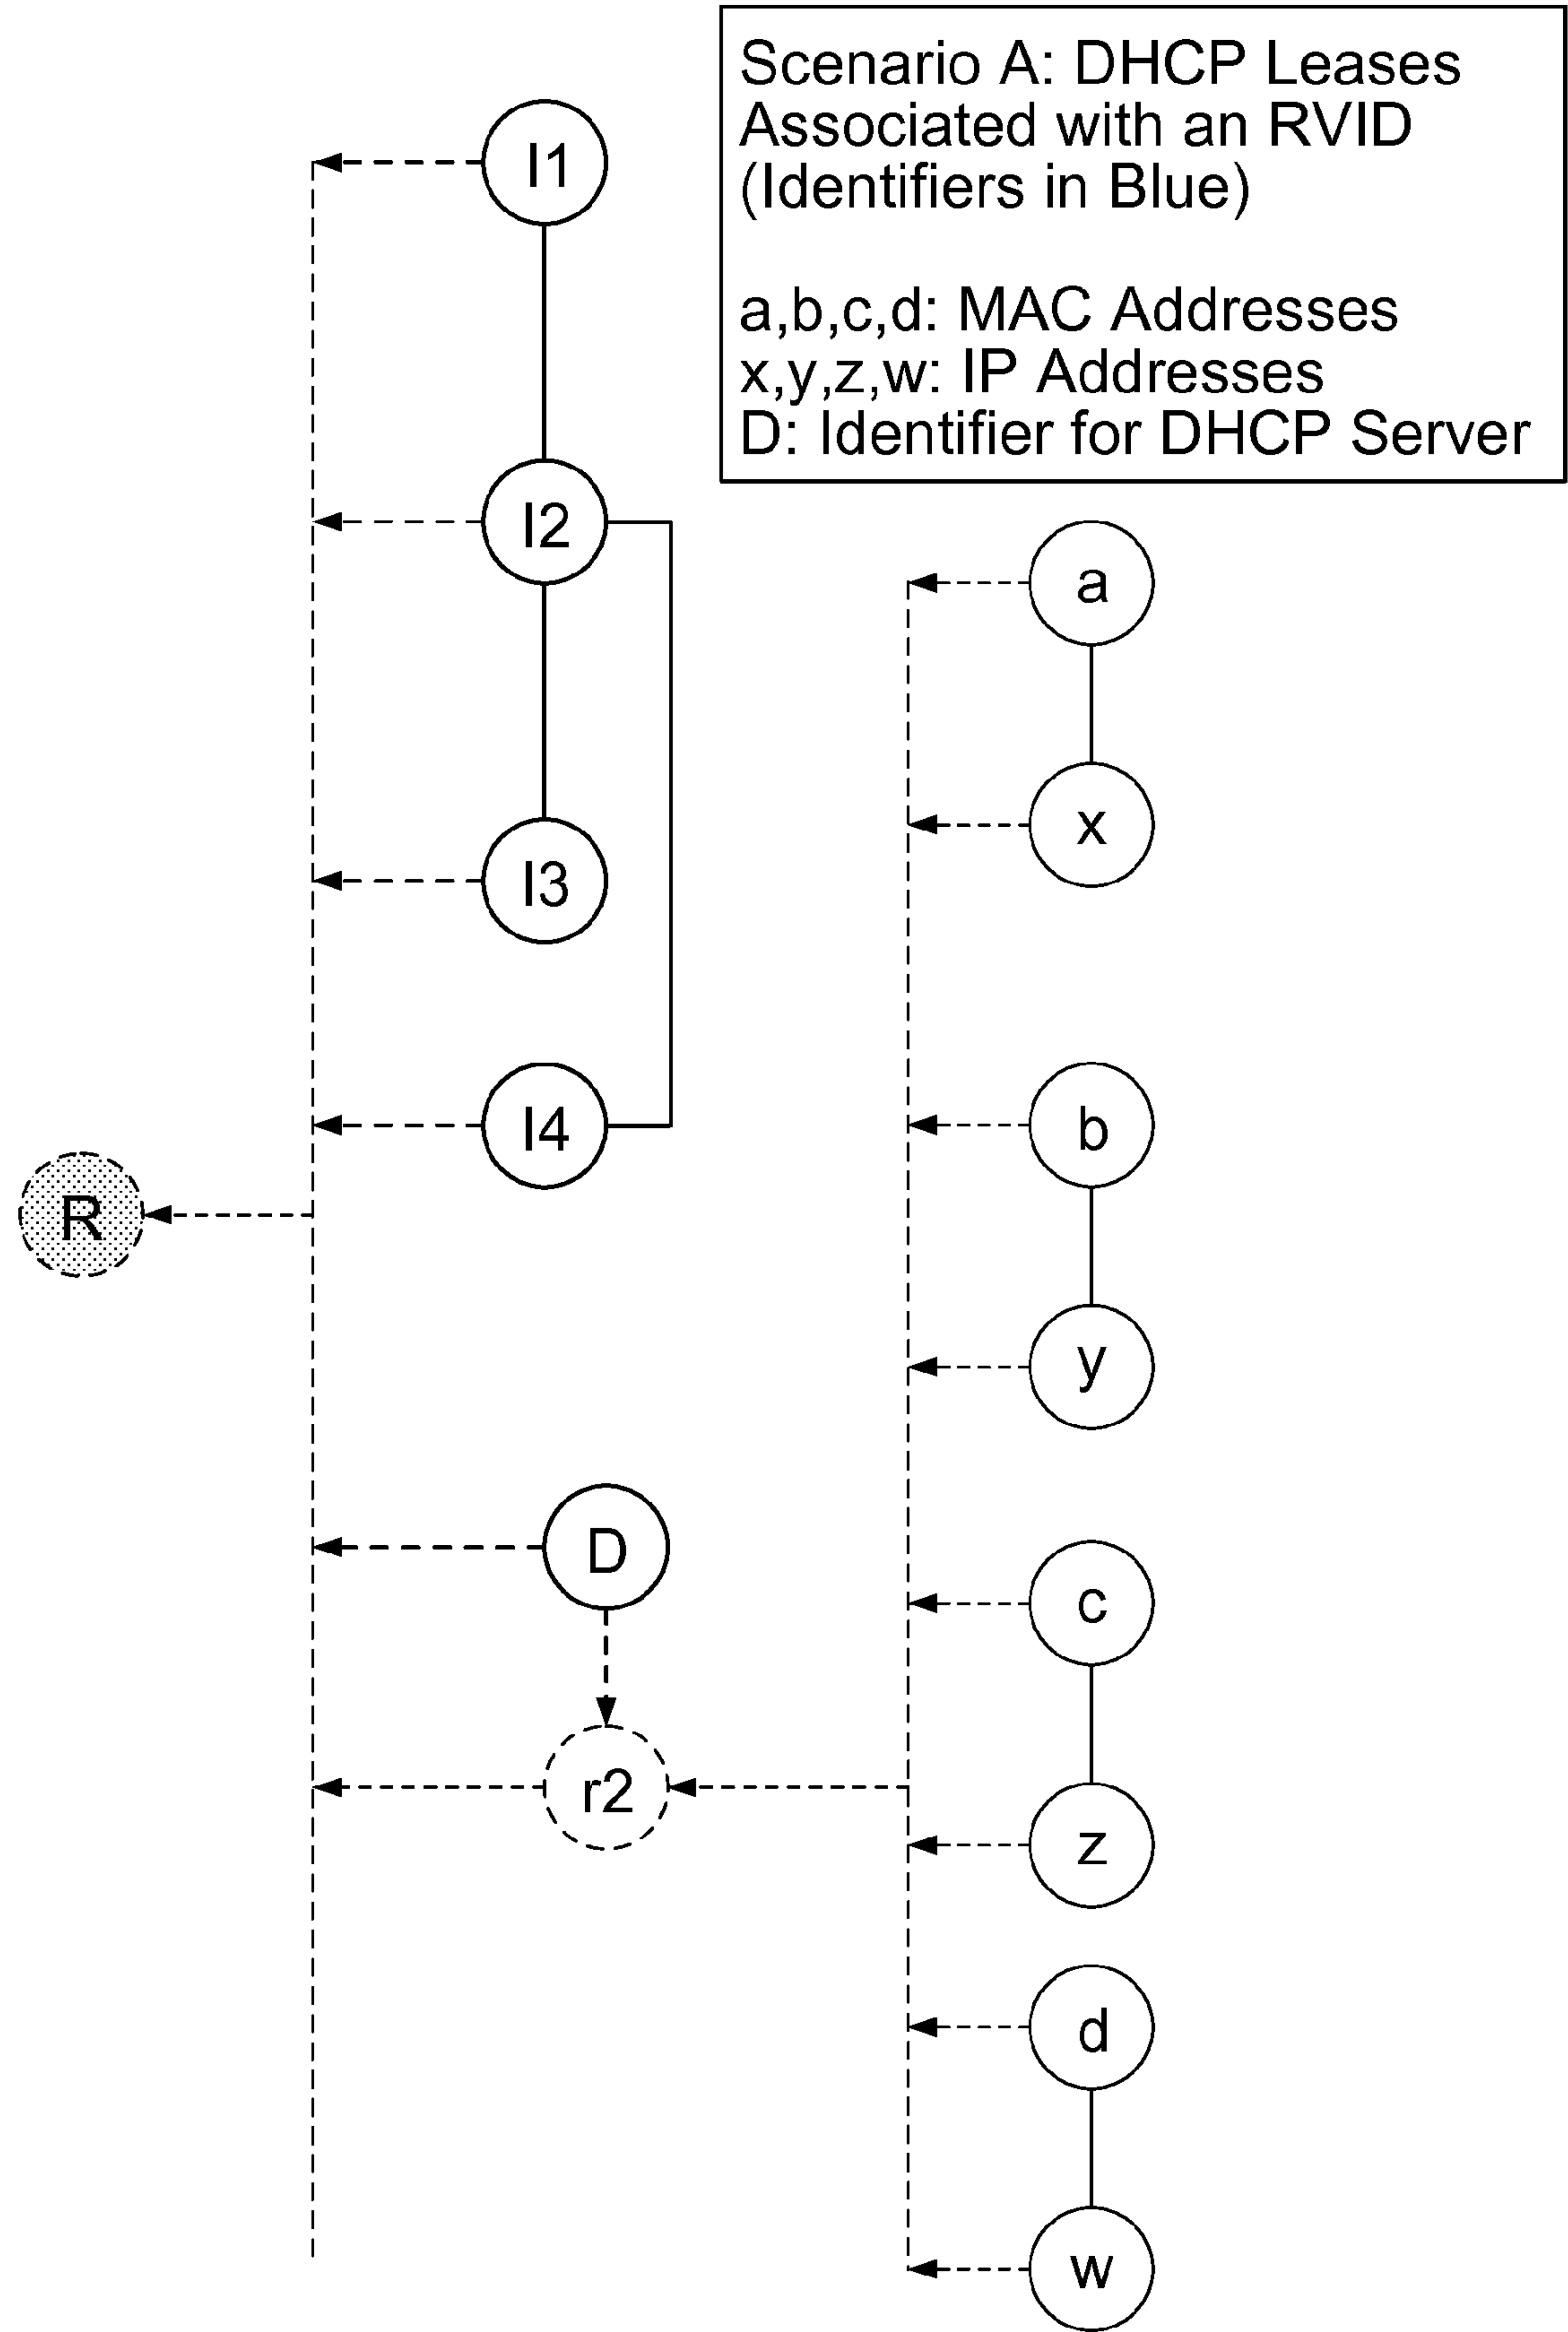 Scenario A: DHCP Leases
Associated with an RVID
(Identifiers in Blue)
a,b,c,d: MAC Addresses
x,y,z,w: IP Addresses
D: Identifier for DHCP Server
I1
I2
a
x
I3
I4
b
R
y
D
c
r2
z
d
w